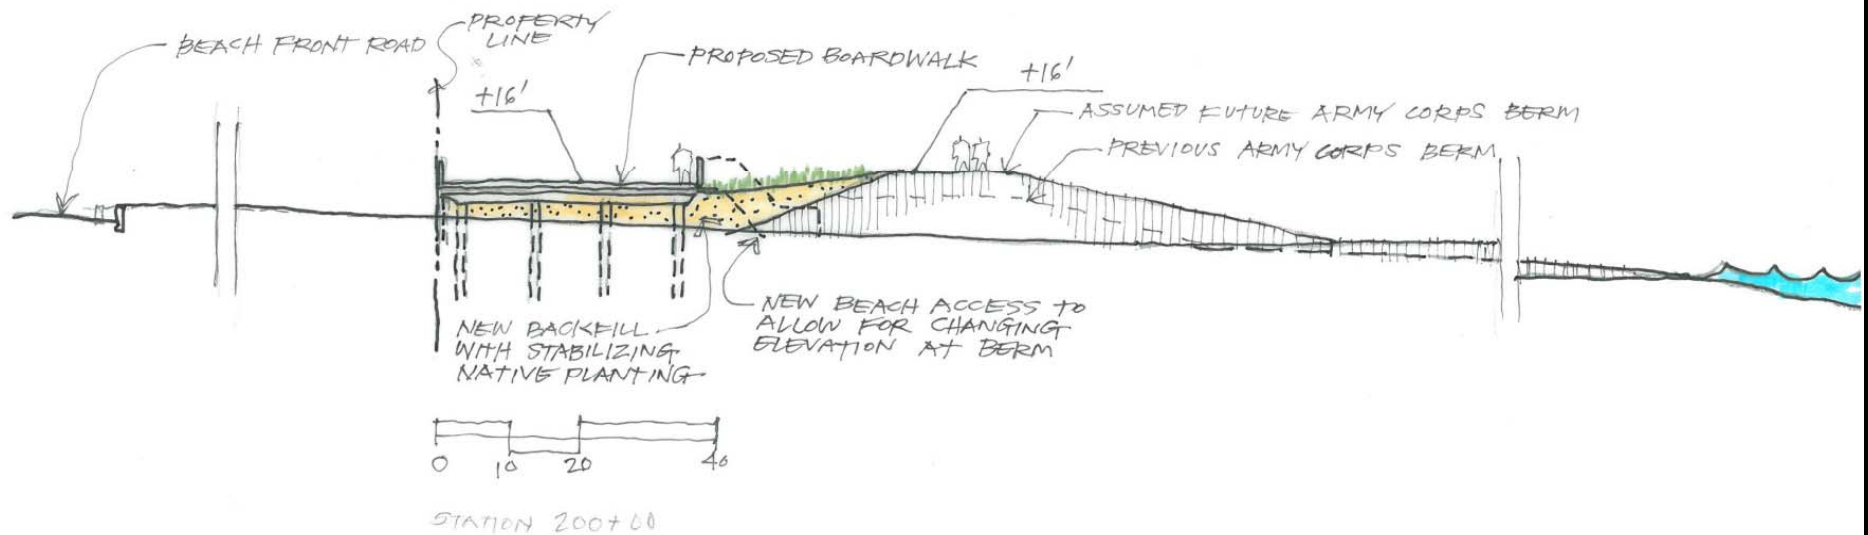 BEACH FRONT ROAD
PROPERTY
LINE
+16'
PROPOSED BOARDWALK
+16'
ASSUMED FUTURE ARMY CORPS BERM
PREVIOUS ARMY CORPS BERM
NEW BACKFILL
WITH STABILIZING
NATIVE PLANTING
NEW BEACH ACCESS TO
ALLOW FOR CHANGING
ELEVATION AT BERM
0 10 20 40
STATION 200+00